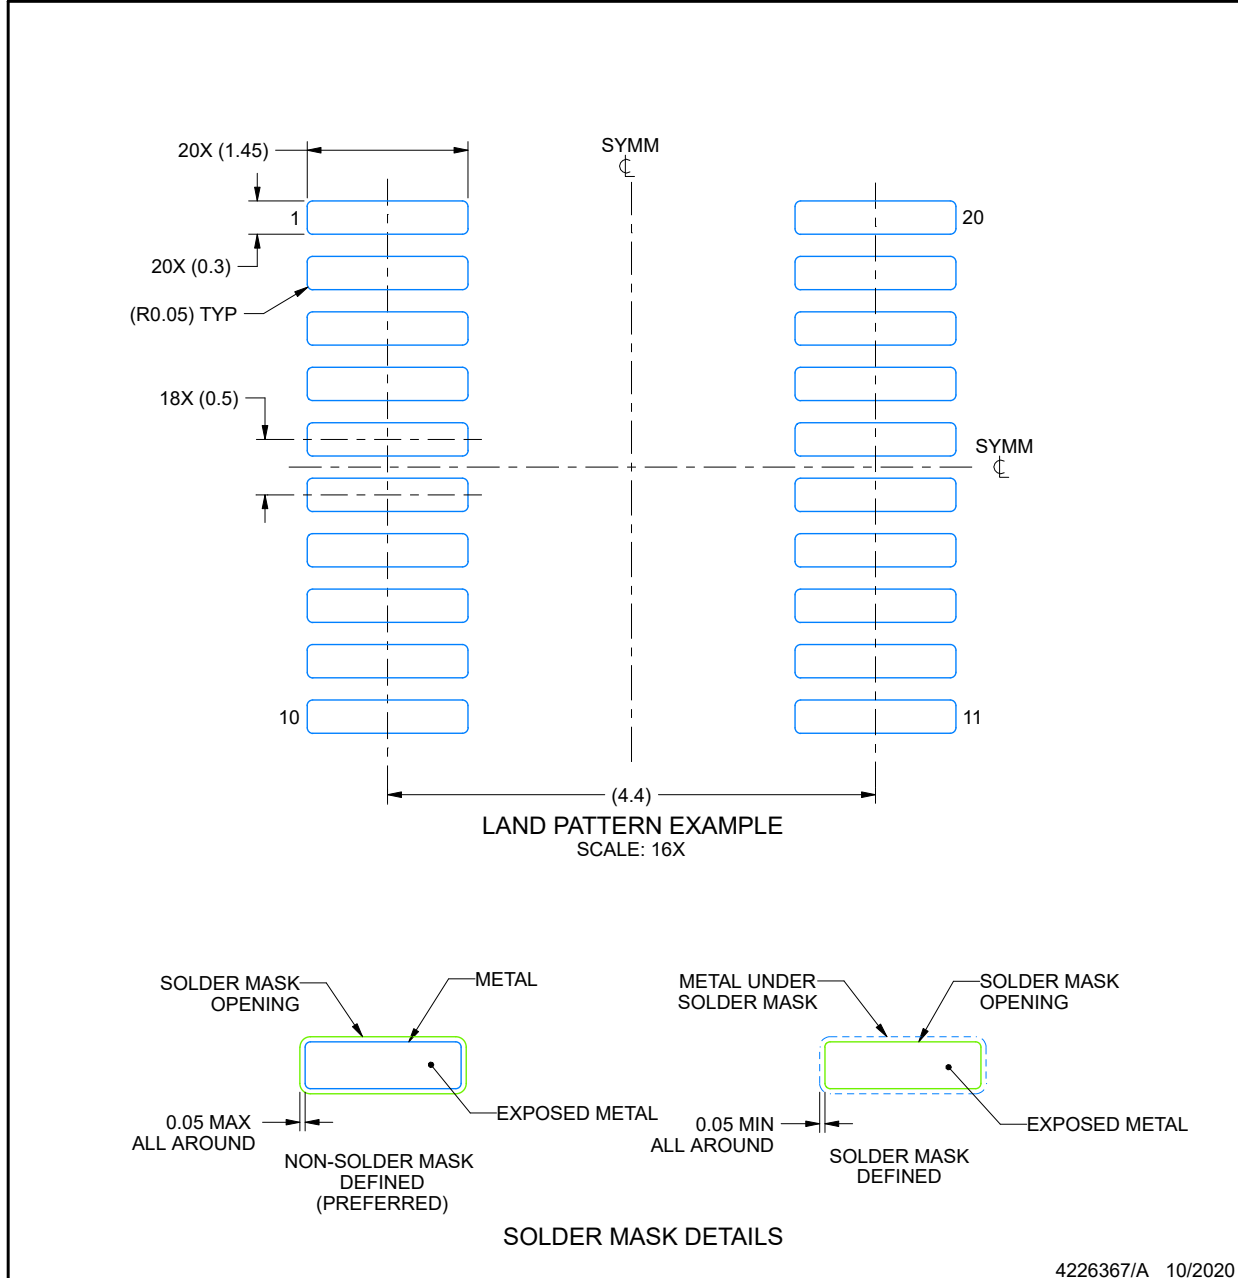 20X (1.45)
SYMM
℄
1
20
20X (0.3)
(R0.05) TYP
18X (0.5)
SYMM
℄
10
11
(4.4)
LAND PATTERN EXAMPLE
SCALE: 16X
SOLDER MASK
OPENING
METAL
EXPOSED METAL
0.05 MAX
ALL AROUND
NON-SOLDER MASK
DEFINED
(PREFERRED)
METAL UNDER
SOLDER MASK
SOLDER MASK
OPENING
EXPOSED METAL
0.05 MIN
ALL AROUND
SOLDER MASK
DEFINED
SOLDER MASK DETAILS
4226367/A 10/2020